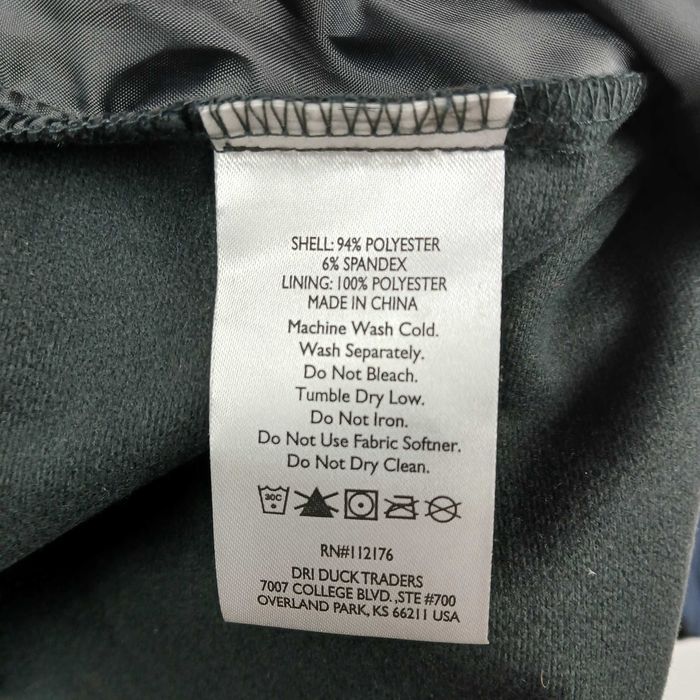 SHELL: 94% POLYESTER
6% SPANDEX
LINING: 100% POLYESTER
MADE IN CHINA
Machine Wash Cold.
Wash Separately.
Do Not Bleach.
Tumble Dry Low.
Do Not Iron.
Do Not Use Fabric Softner.
Do Not Dry Clean.
30C
RN#112176
DRI DUCK TRADERS
7007 COLLEGE BLVD. ,STE #700
OVERLAND PARK, KS 66211 USA